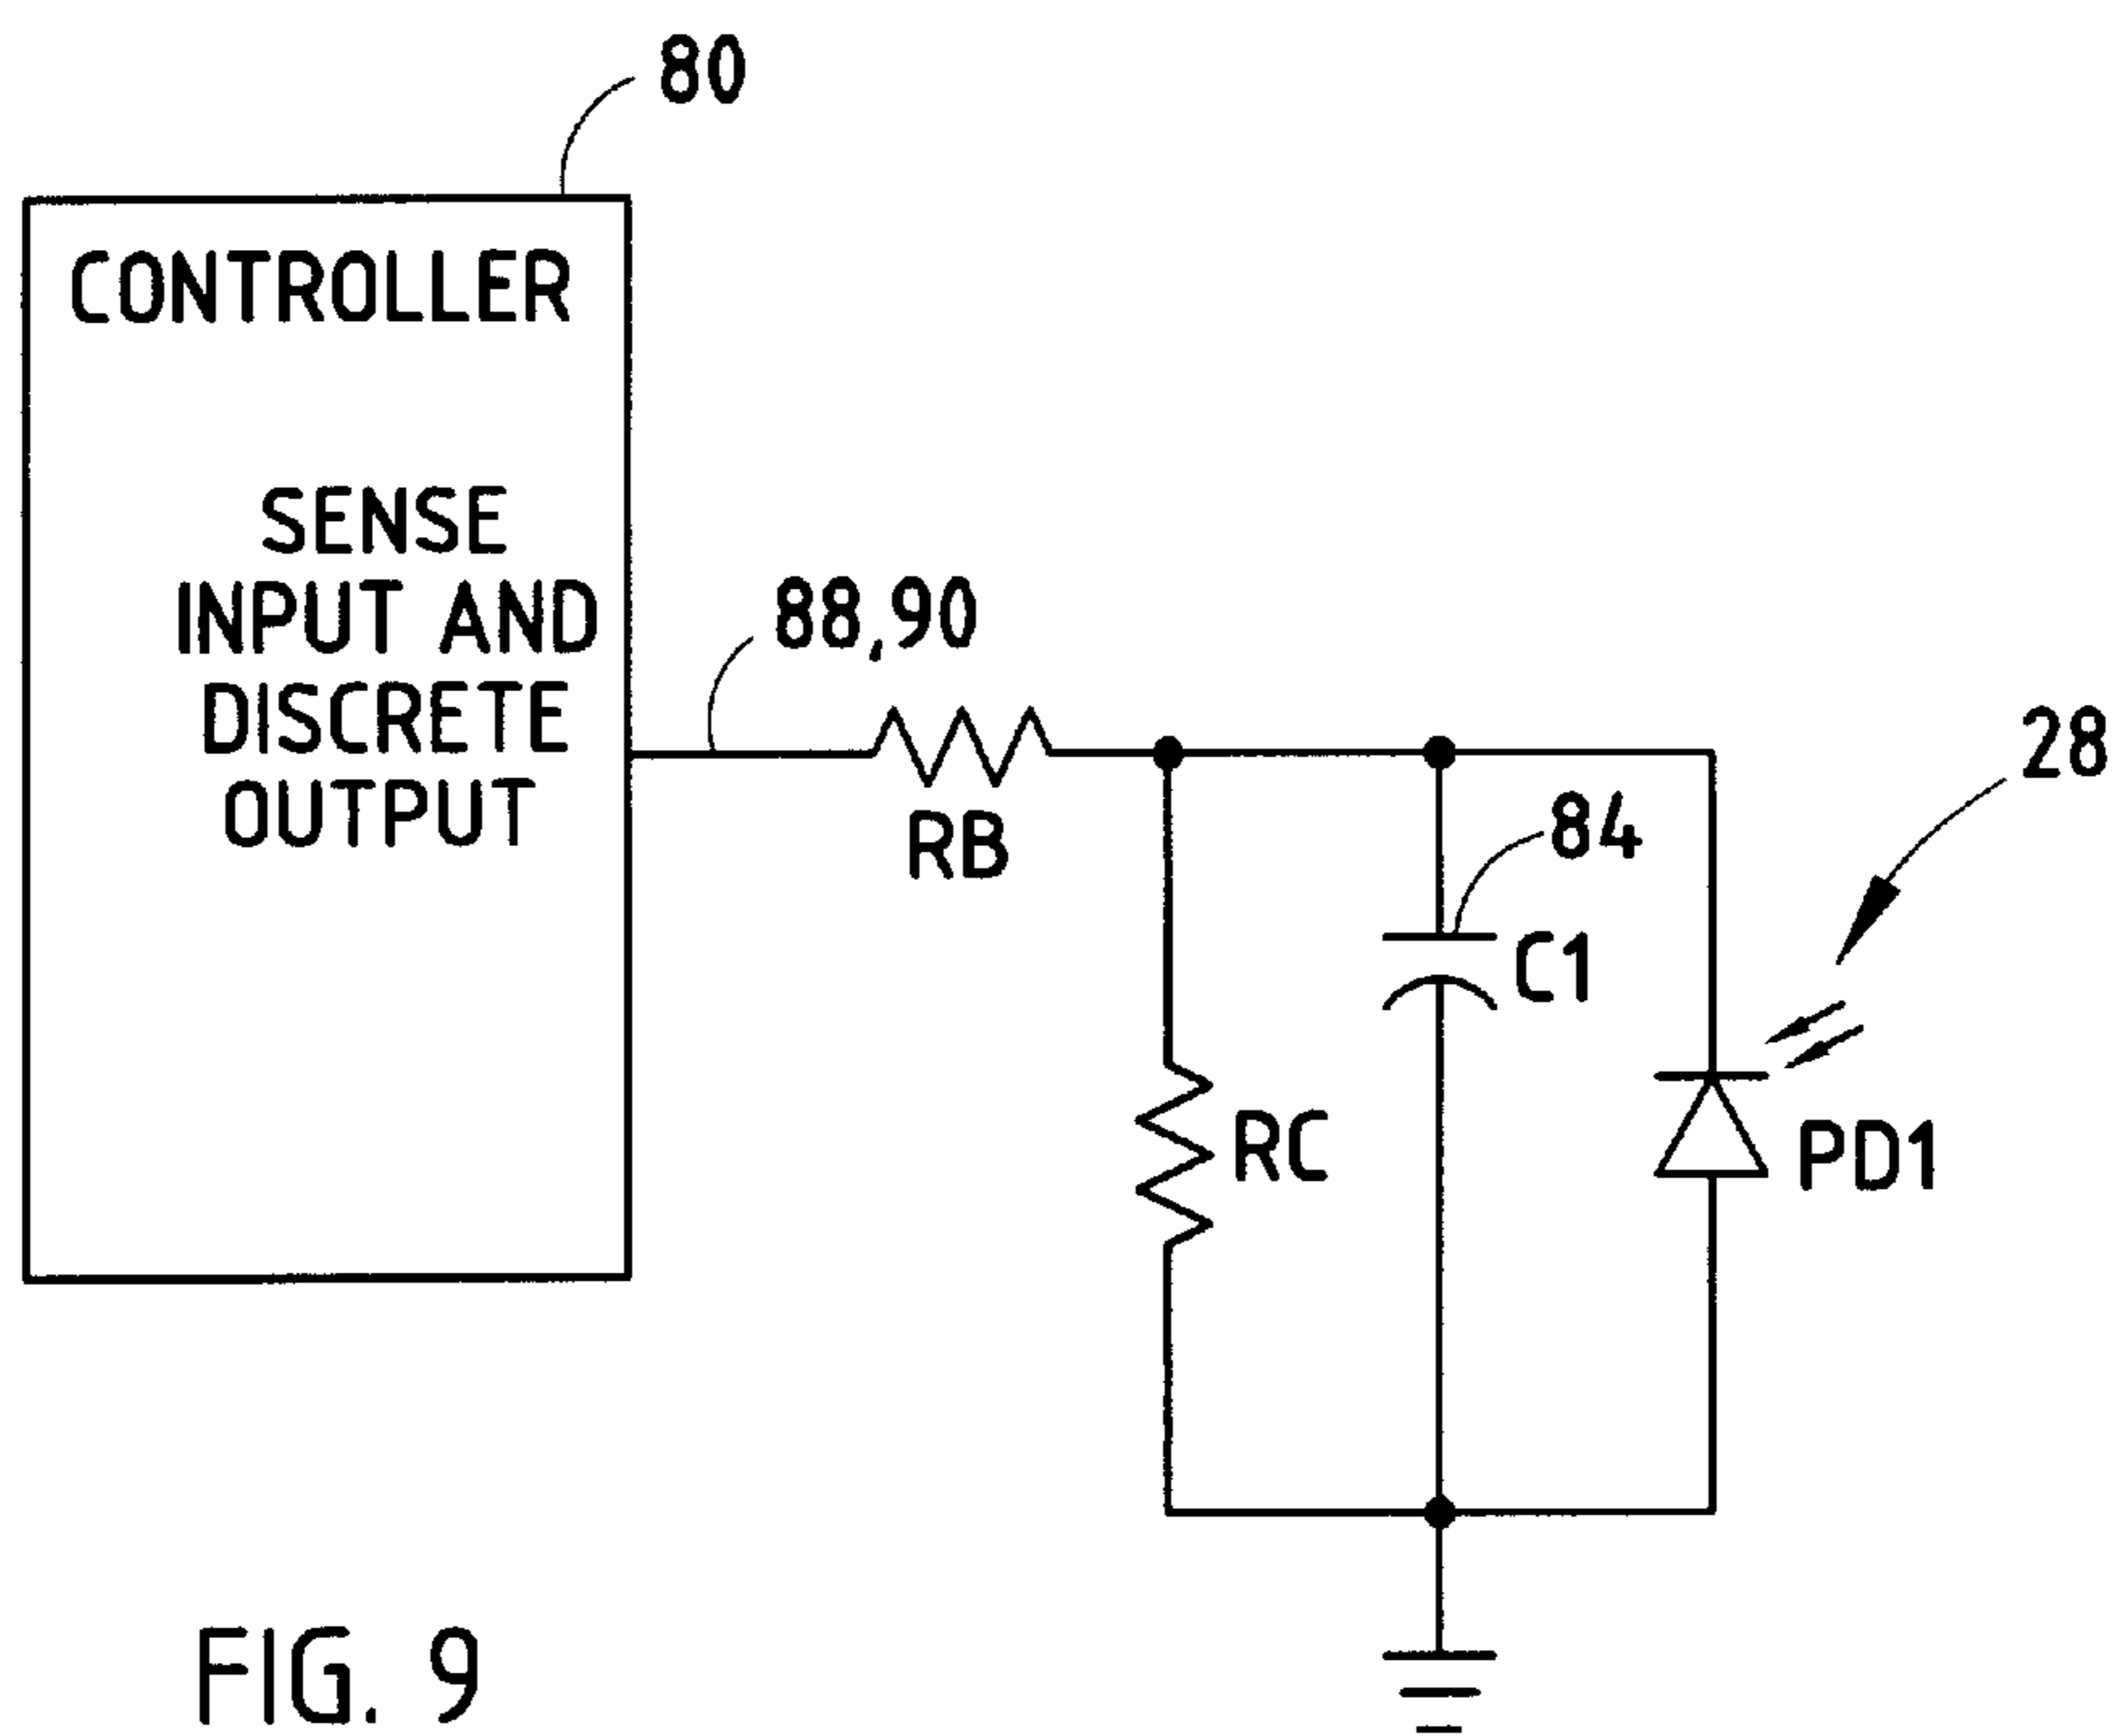 80
CONTROLLER
SENSE
INPUT AND
DISCRETE
OUTPUT
88,90
RB
28
84
C1
RC
PD1
FIG. 9